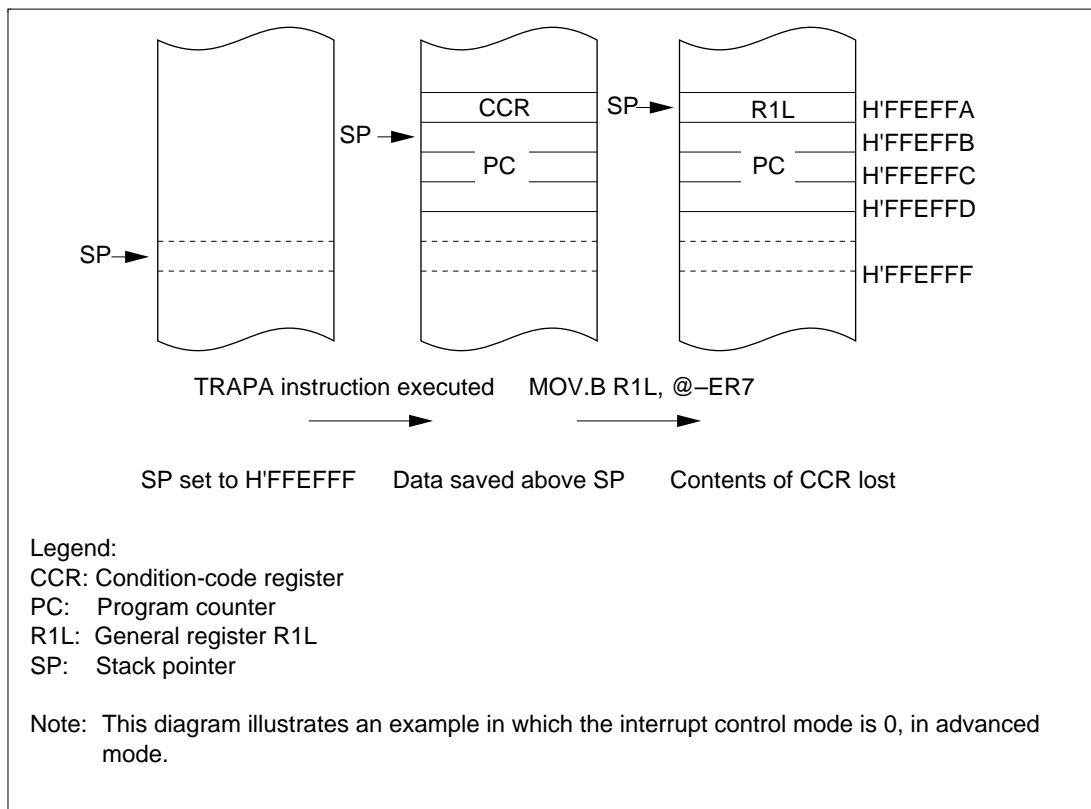 CCR
SP
R1L
H'FFEFFA
SP
H'FFEFFB
PC
PC
H'FFEFFC
H'FFEFFD
SP
H'FFEFFF
TRAPA instruction executed
MOV.B R1L, @–ER7
SP set to H'FFEFFF
Data saved above SP
Contents of CCR lost
Legend:
CCR: Condition-code register
PC: Program counter
R1L: General register R1L
SP: Stack pointer
Note: This diagram illustrates an example in which the interrupt control mode is 0, in advanced
mode.